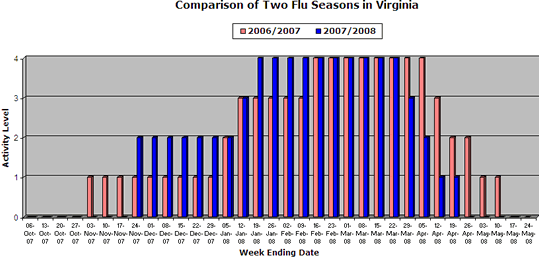 Comparison of Two Flu Seasons in Virginia
2006/2007 2007/2008
Activity Level
4
3
2
1
0
06- 13- 20- 27- 03- 10- 17- 24- 01- 08- 15- 22- 29- 05- 12- 19- 26- 02- 09- 16- 23- 01- 08- 15- 22- 29- 05- 12- 19- 26- 03- 10- 17- 24-
Oct- Oct- Oct- Oct- Nov- Nov- Nov- Nov- Dec- Dec- Dec- Dec- Dec- Jan- Jan- Jan- Jan- Feb- Feb- Feb- Feb- Mar- Mar- Mar- Mar- Mar- Apr- Apr- Apr- Apr- May- May- May- May-
07 07 07 07 07 07 07 07 07 07 07 07 07 08 08 08 08 08 08 08 08 08 08 08 08 08 08 08 08 08 08 08 08 08
Week Ending Date